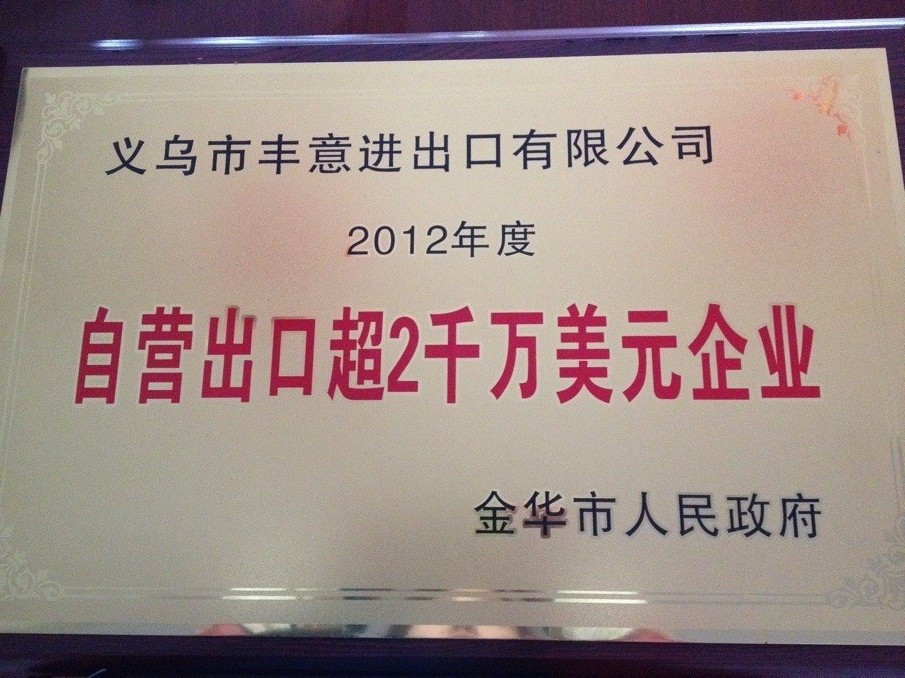 义乌市丰意进出口有限公司
2012年度
自营出口超2千万美元企业
金华市人民政府